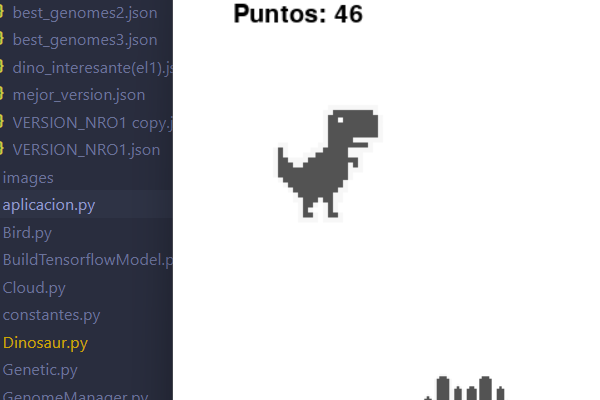 best_genomes2.json
best_genomes3.json
dino_interesante(el1).js
mejor_version.json
VERSION_NRO1 copy.j
VERSION_NRO1.json
images
aplicacion.py
Bird.py
BuildTensorflowModel.p
Cloud.py
constantes.py
Dinosaur.py
Genetic.py
GenomeManager.py
Puntos: 46